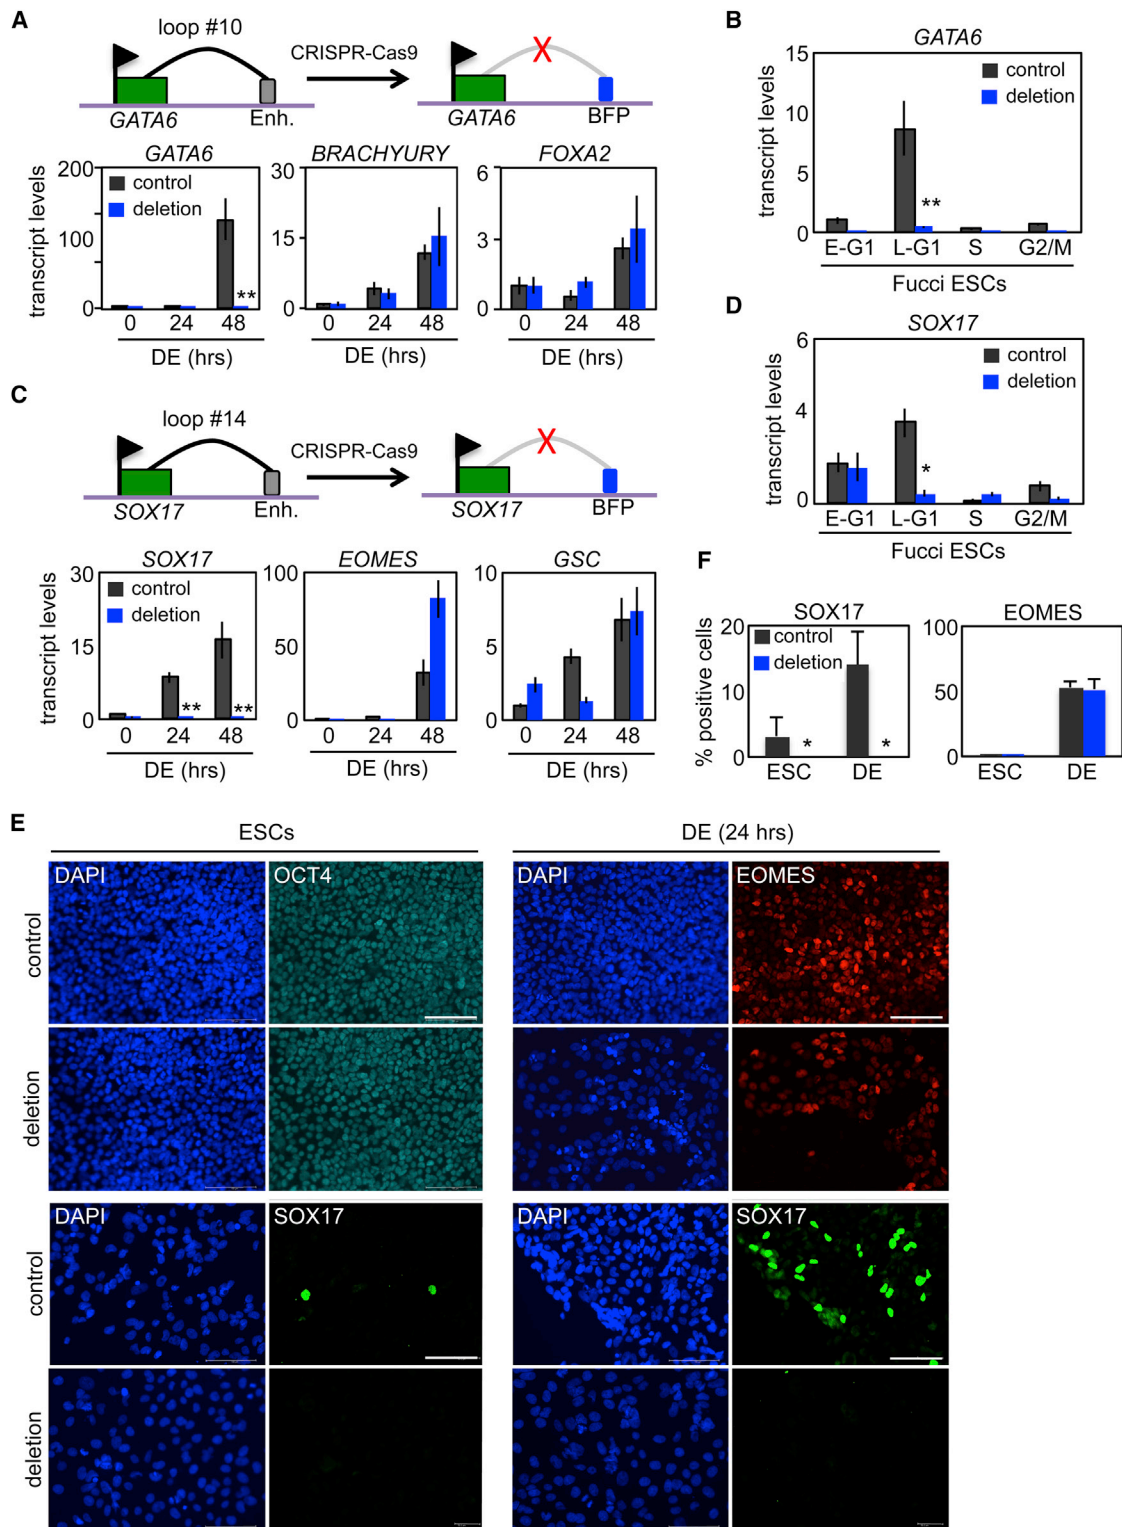 A
loop #10
CRISPR-Cas9
X
GATA6
Enh.
GATA6
BFP
GATA6
BRACHYURY
FOXA2
transcript levels
200
100
0
control
deletion
**
0 24 48
DE (hrs)
30
15
0
0 24 48
DE (hrs)
6
3
0
0 24 48
DE (hrs)
B
GATA6
transcript levels
15
10
5
0
control
deletion
**
E-G1 L-G1 S G2/M
Fucci ESCs
C
loop #14
CRISPR-Cas9
X
SOX17
Enh.
SOX17
BFP
SOX17
EOMES
GSC
transcript levels
30
15
0
control
deletion
** **
0 24 48
DE (hrs)
100
50
0
0 24 48
DE (hrs)
10
5
0
0 24 48
DE (hrs)
D
SOX17
transcript levels
6
4
2
0
control
deletion
*
E-G1 L-G1 S G2/M
Fucci ESCs
F
SOX17
% positive cells
20
10
0
control
deletion
* *
ESC DE
EOMES
100
50
0
ESC DE
E
ESCs
DE (24 hrs)
control
DAPI
OCT4
DAPI
EOMES
deletion
control
DAPI
SOX17
DAPI
SOX17
deletion